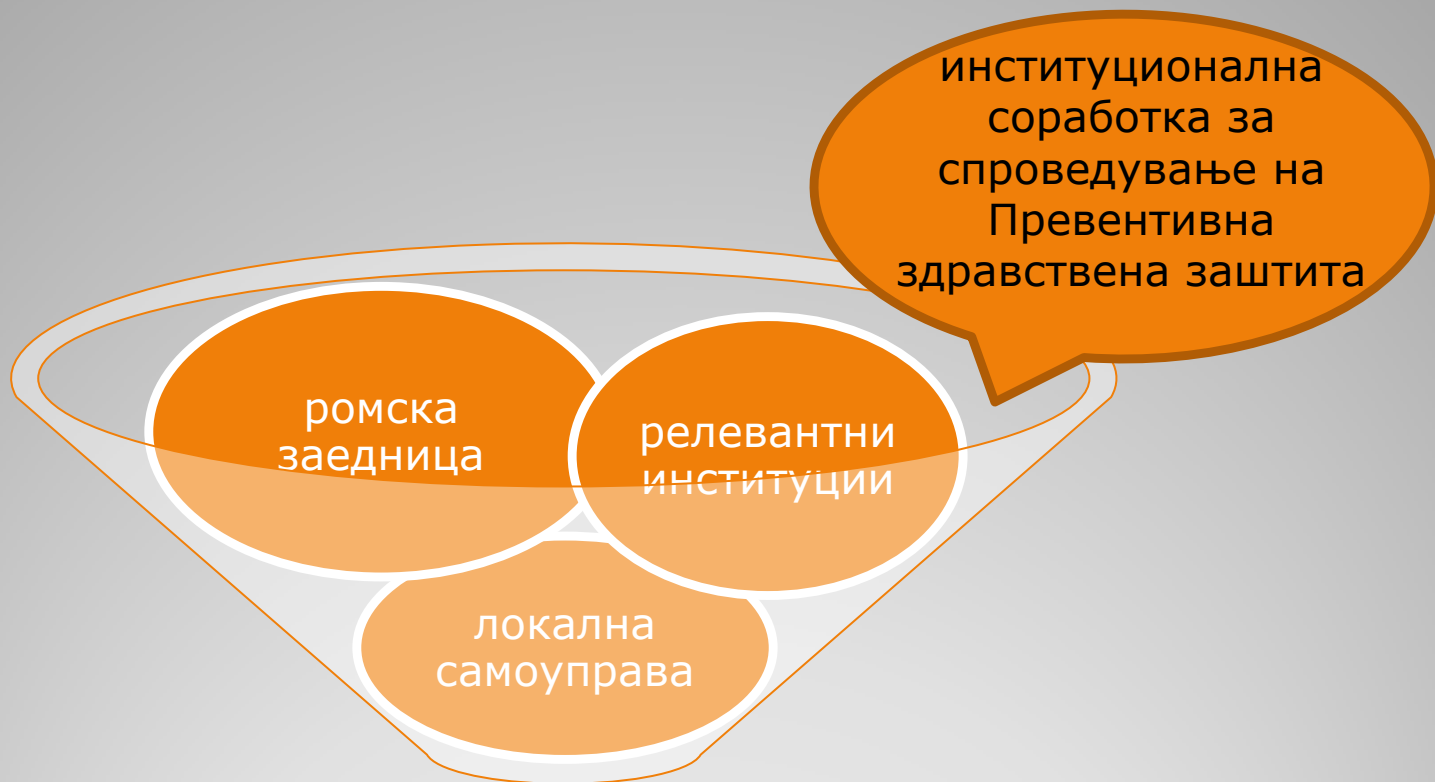 институционална
соработка за
спроведување на
Превентивна
здравствена заштита
ромска
заедница
релевантни
институции
локална
самоуправа